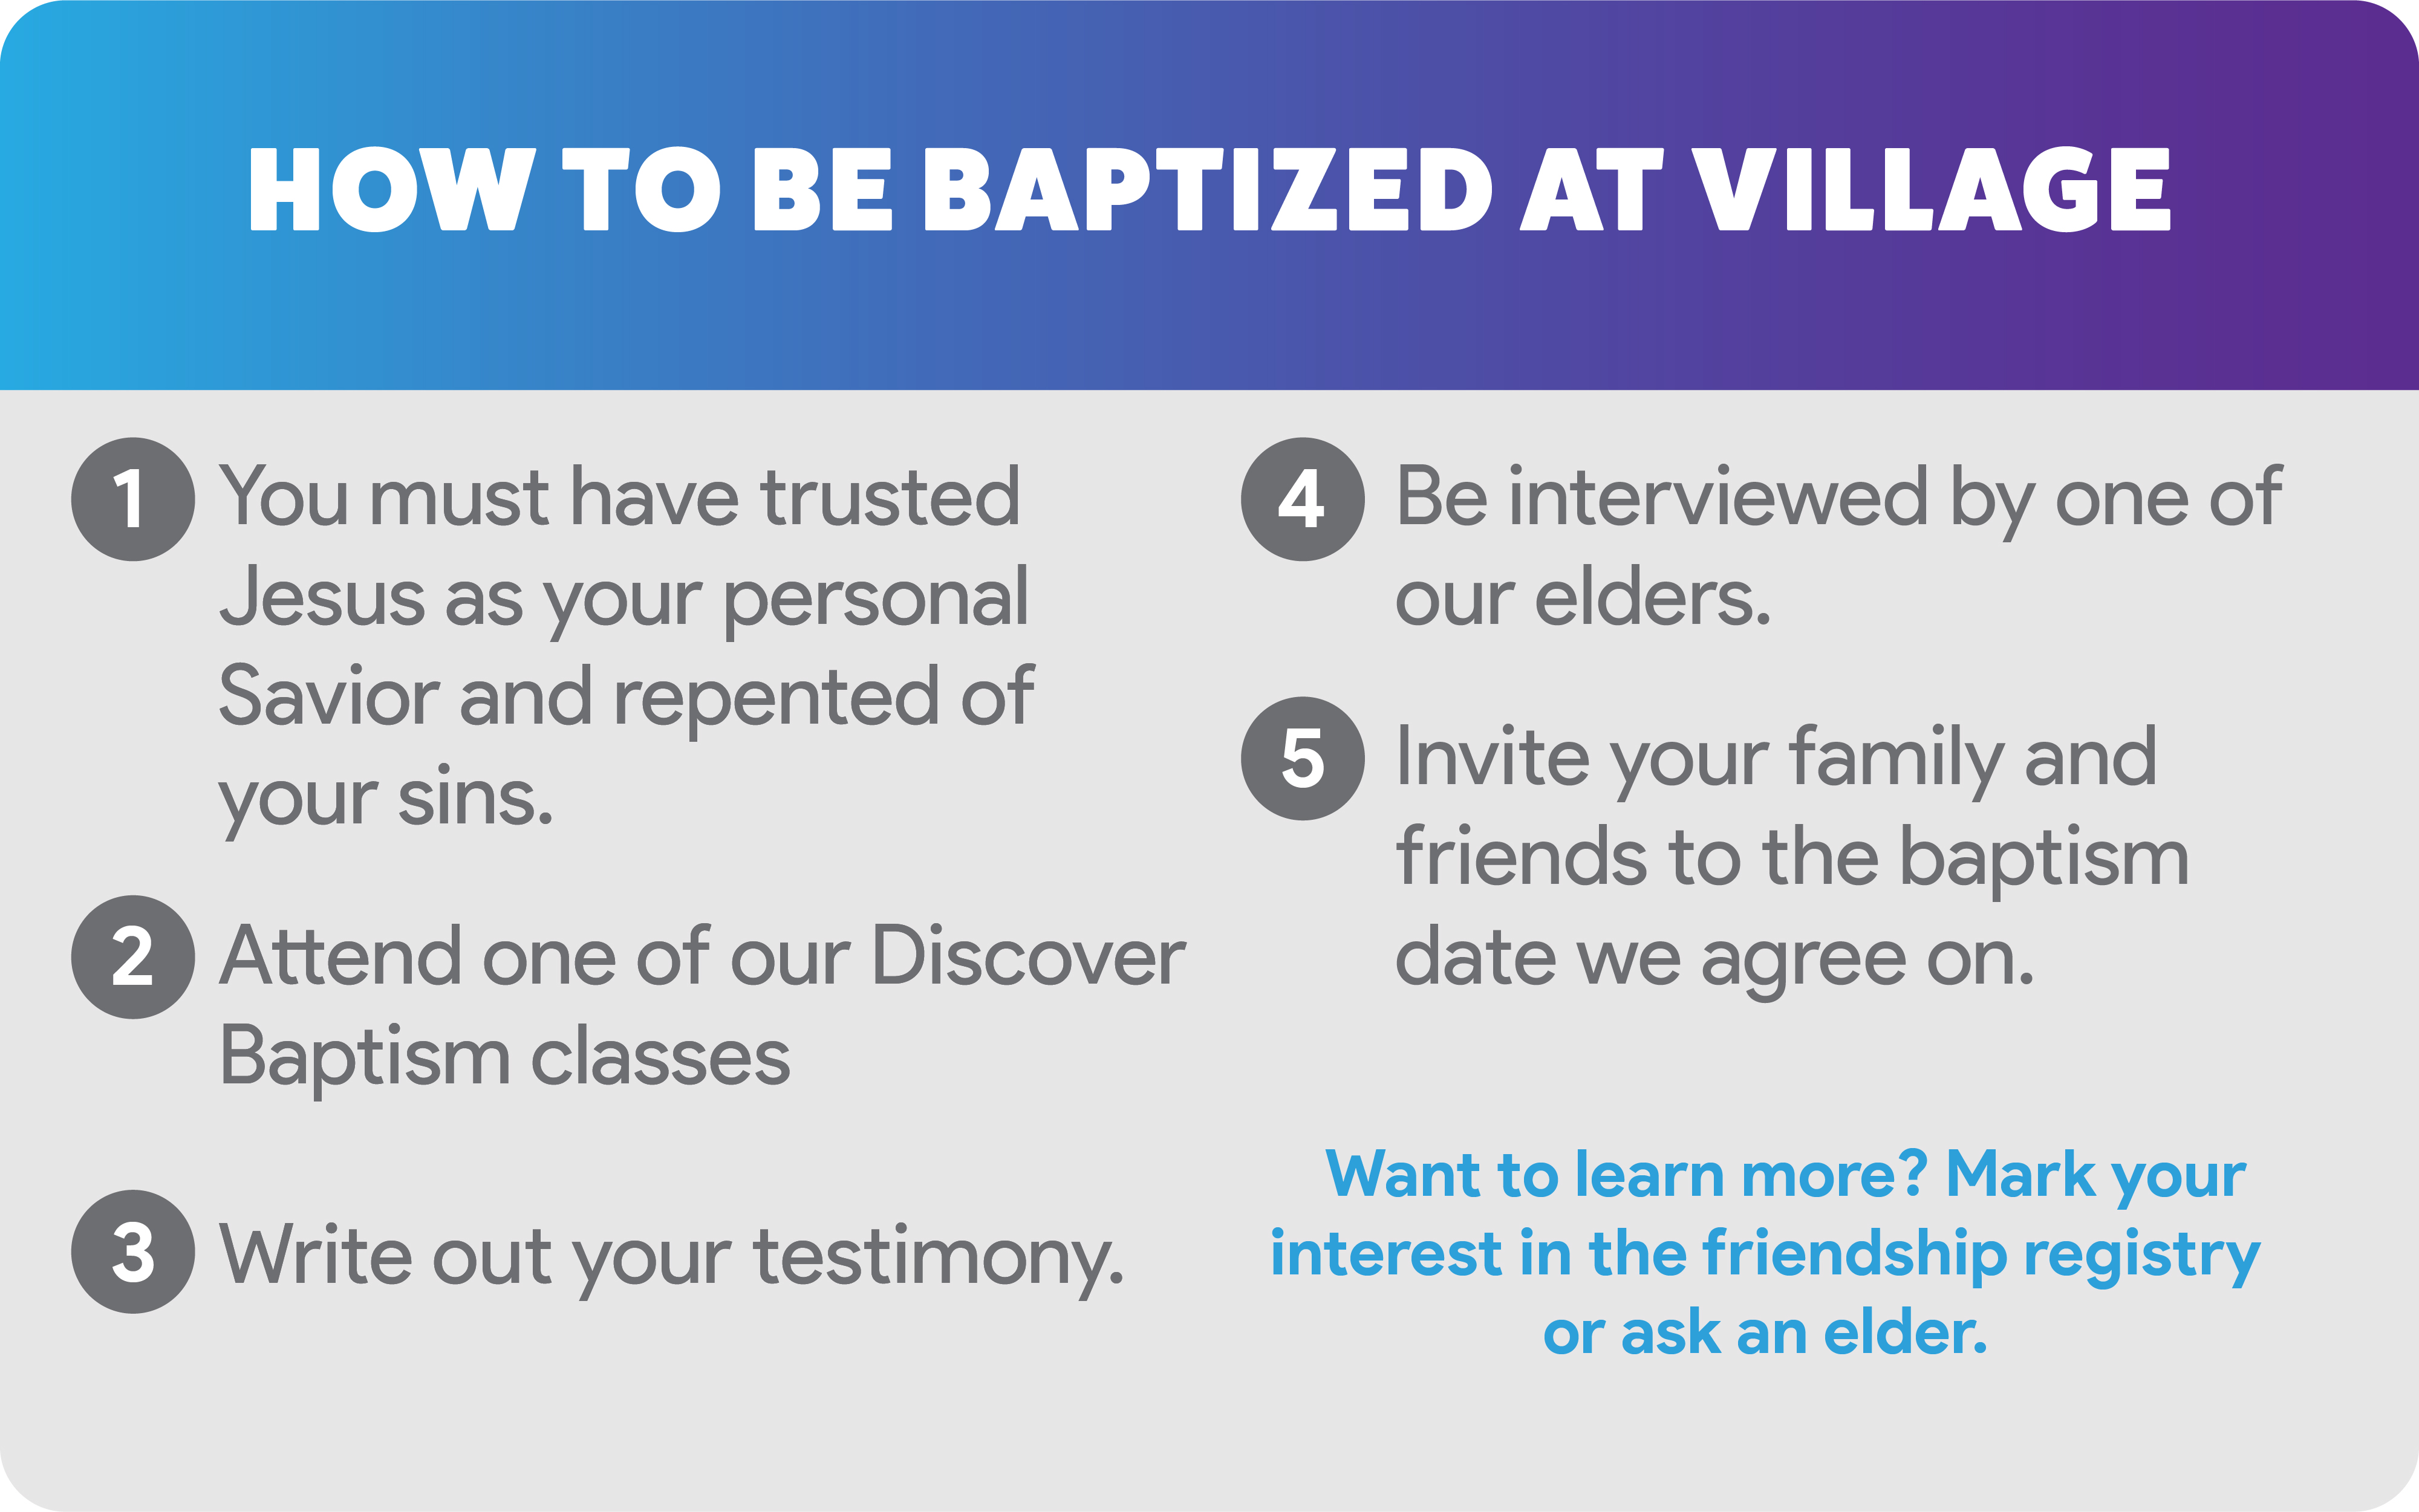 HOW TO BE BAPTIZED AT VILLAGE
1 You must have trusted
Jesus as your personal
Savior and repented of
your sins.
2 Attend one of our Discover
Baptism classes
3 Write out your testimony.
4 Be interviewed by one of
our elders.
5 Invite your family and
friends to the baptism
date we agree on.
Want to learn more? Mark your
interest in the friendship registry
or ask an elder.